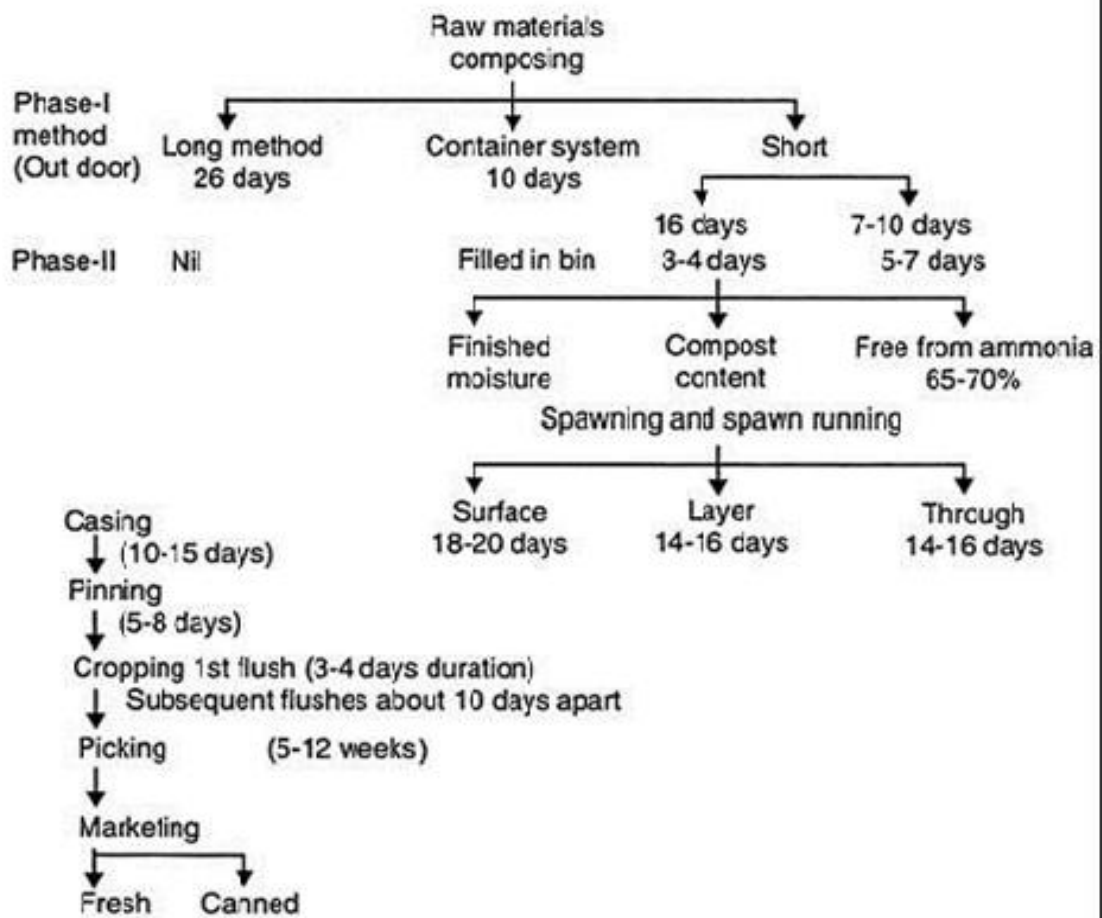 Raw materials
composing
Phase-I
method
(Out door)
Long method
26 days
Container system
10 days
Short
16 days
7-10 days
Phase-II
Nil
Filled in bin
3-4 days
5-7 days
Finished
moisture
Compost
content
Free from ammonia
65-70%
Spawning and spawn running
Surface
18-20 days
Layer
14-16 days
Through
14-16 days
Casing
(10-15 days)
Pinning
(5-8 days)
Cropping 1st flush (3-4 days duration)
Subsequent flushes about 10 days apart
Picking (5-12 weeks)
Marketing
Fresh
Canned